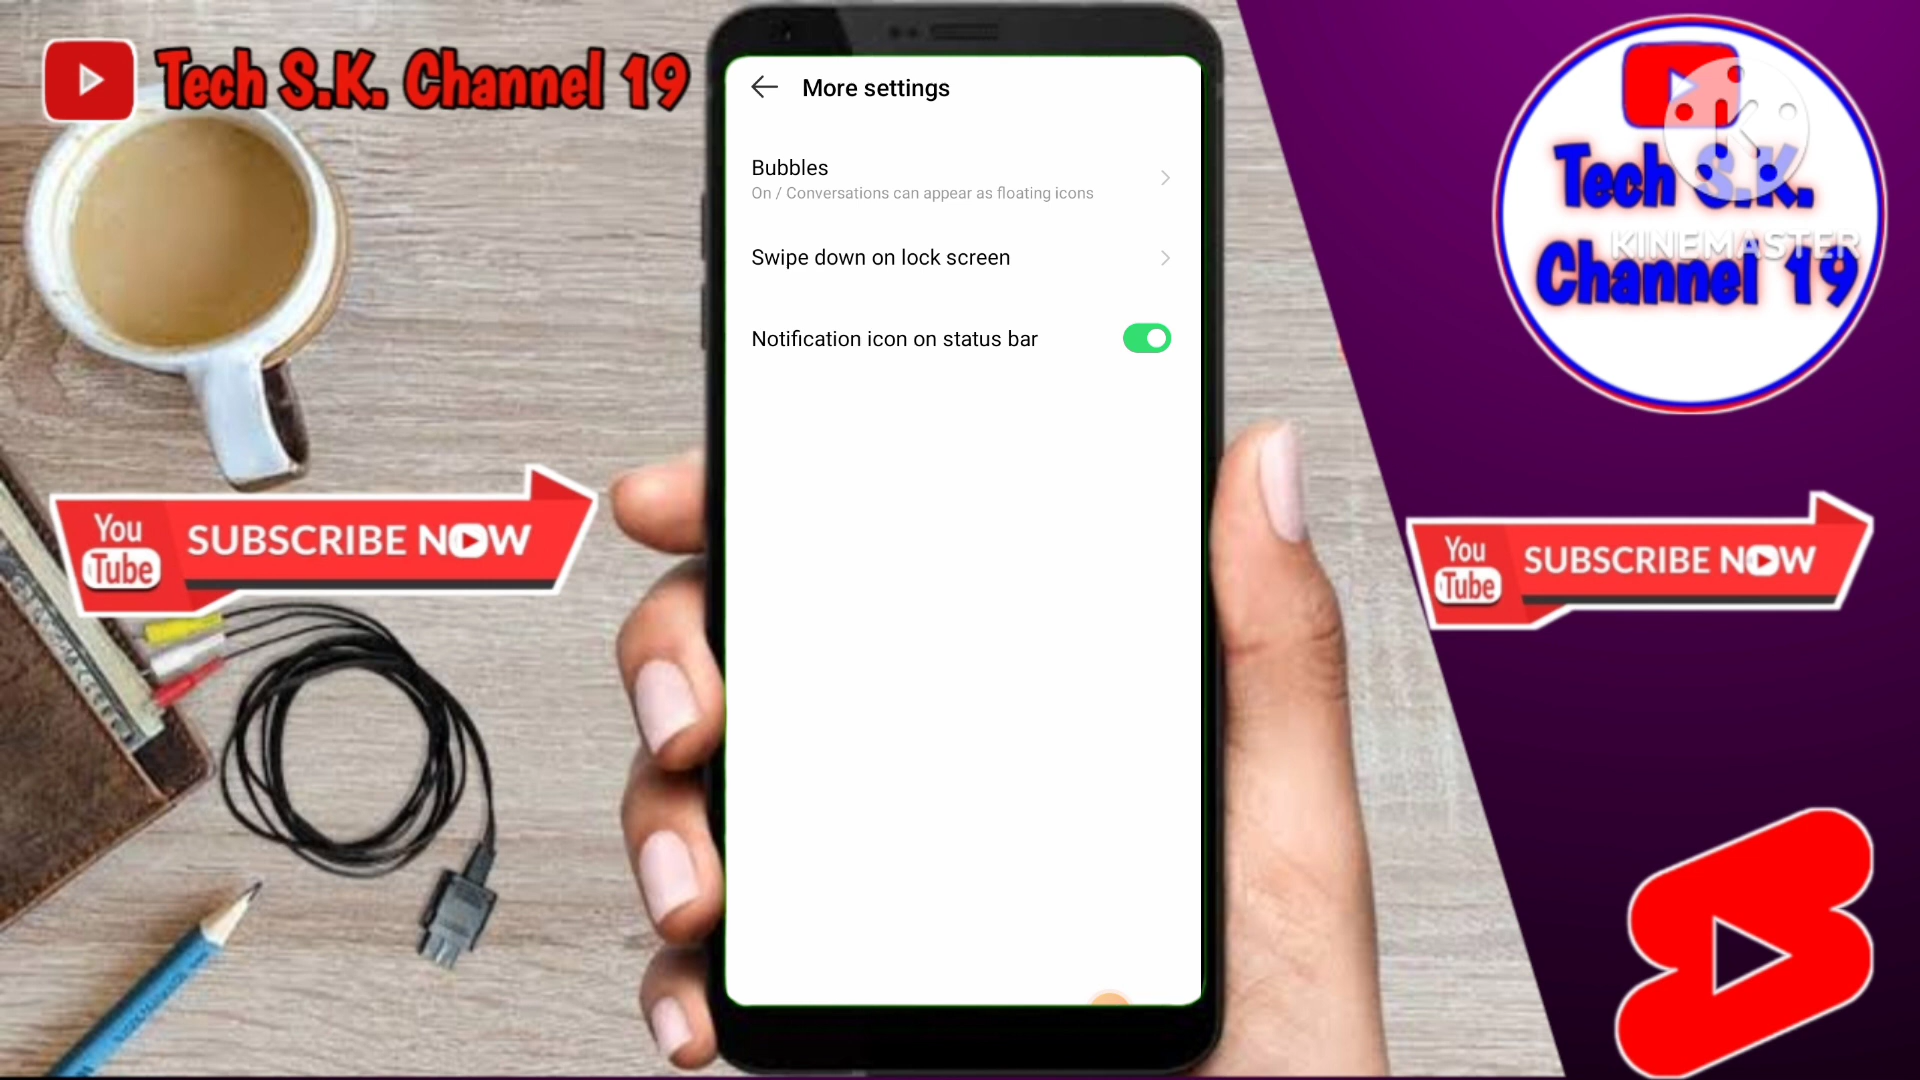 Tech S.K. Channel 19
More settings
Bubbles
On / Conversations can appear as floating icons
Swipe down on lock screen
Notification icon on status bar
Tech S.K.
Channel 19
KINEMASTER
You
Tube
SUBSCRIBE NOW
You
Tube
SUBSCRIBE NOW